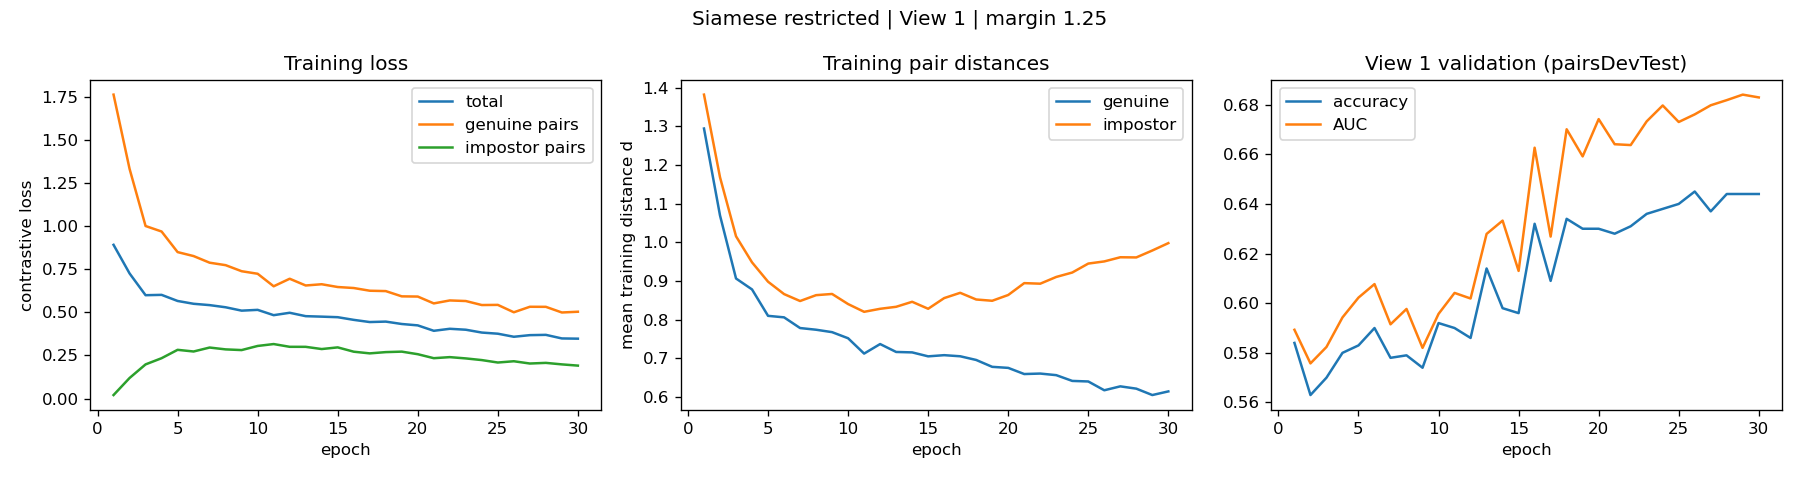 Siamese restricted | View 1 | margin 1.25
Training loss
contrastive loss
1.75
1.50
1.25
1.00
0.75
0.50
0.25
0.00
total
genuine pairs
impostor pairs
0 5 10 15 20 25 30
epoch
Training pair distances
mean training distance d
1.4
1.3
1.2
1.1
1.0
0.9
0.8
0.7
0.6
genuine
impostor
0 5 10 15 20 25 30
epoch
View 1 validation (pairsDevTest)
0.68
0.66
0.64
0.62
0.60
0.58
0.56
accuracy
AUC
0 5 10 15 20 25 30
epoch